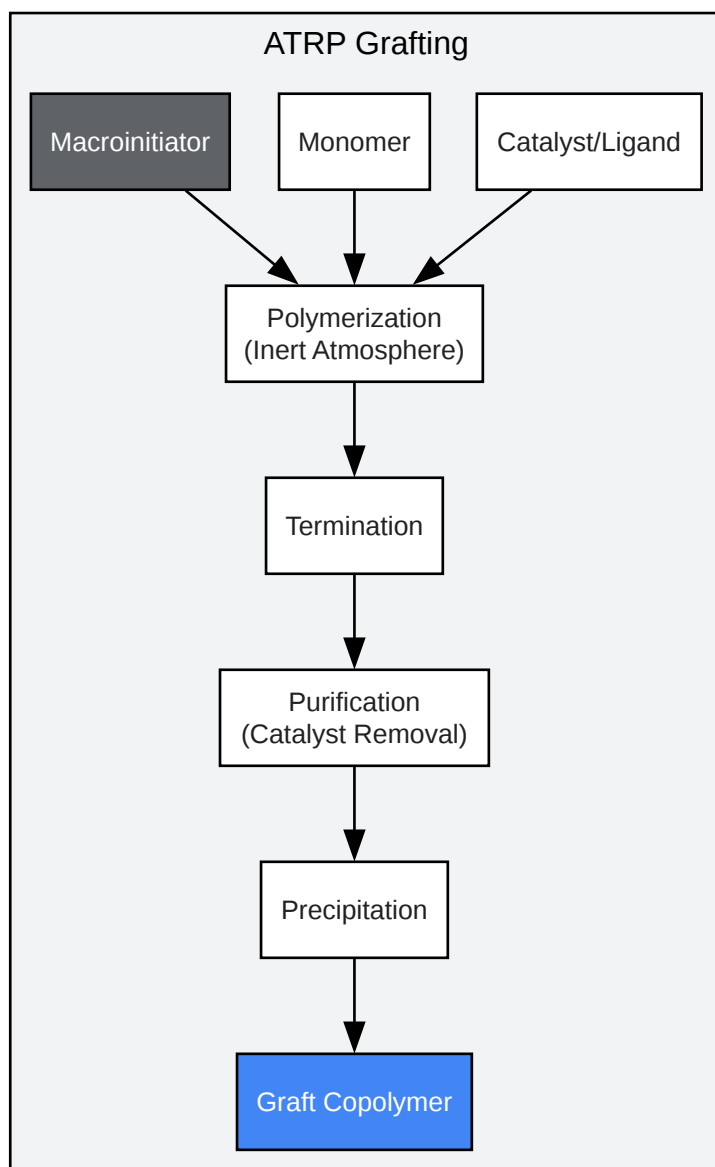 ATRP Grafting
Macroinitiator
Monomer
Catalyst/Ligand
Polymerization
(Inert Atmosphere)
Termination
Purification
(Catalyst Removal)
Precipitation
Graft Copolymer